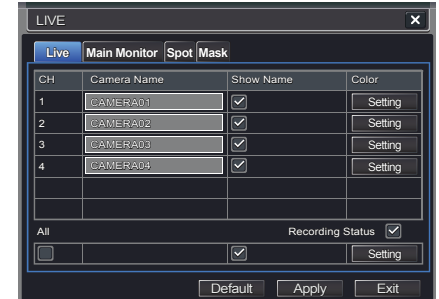 LIVE
Live Main Monitor Spot Mask
CH Camera Name Show Name Color
1 CAMERA01 Setting
2 CAMERA02 Setting
3 CAMERA03 Setting
4 CAMERA04 Setting
All Recording Status
Setting
Default Apply Exit